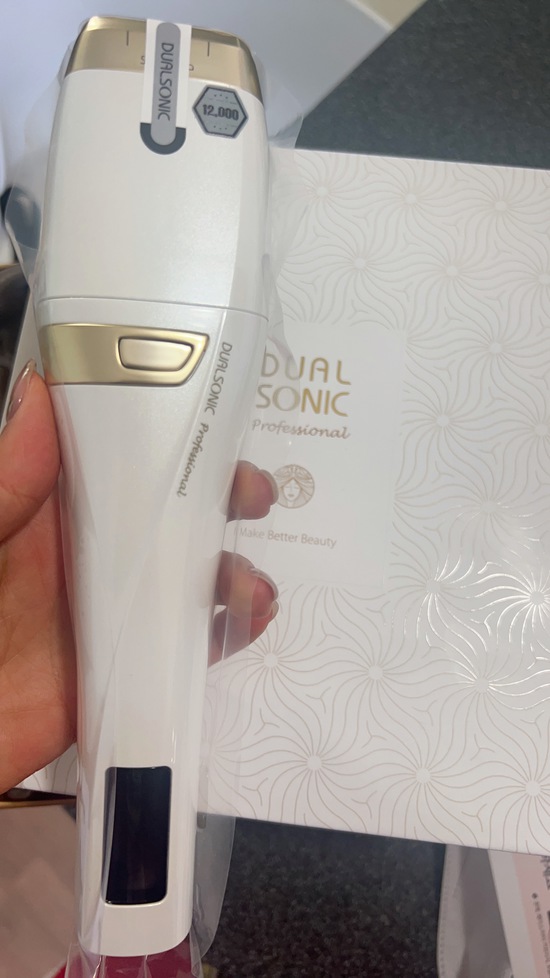 DUALSONIC
12,000
DUALSONIC Professional
DUAL
SONIC
Professional
Make Better Beauty